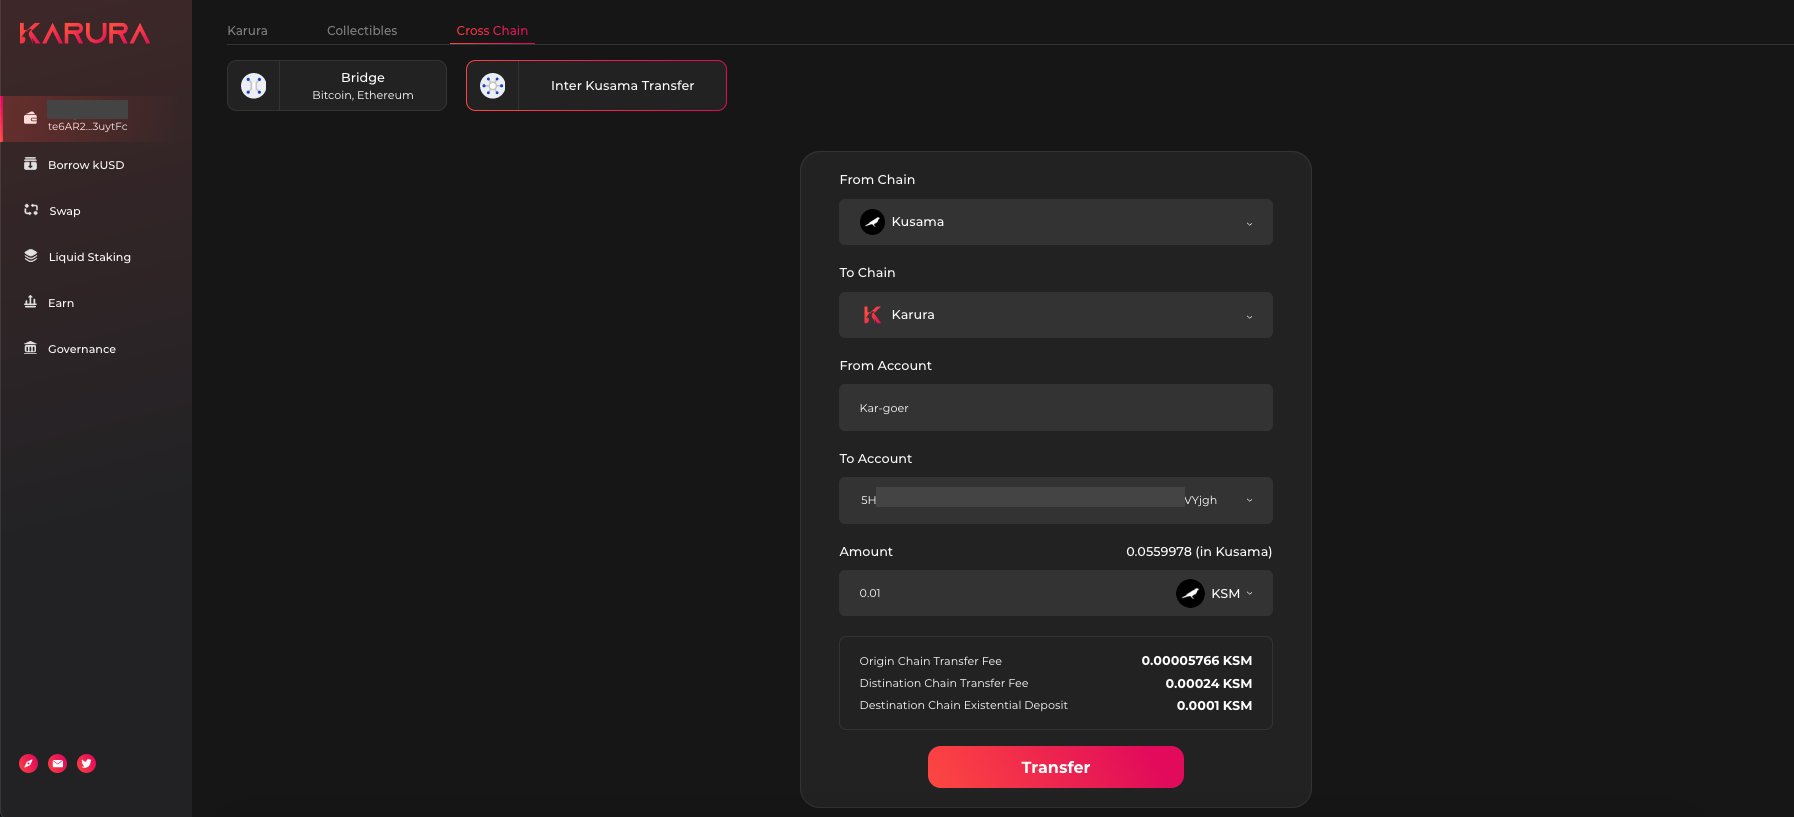 KARURA
te6AR2...3uytFc
Borrow kUSD
Swap
Liquid Staking
Earn
Governance
Karura
Collectibles
Cross Chain
Bridge
Bitcoin, Ethereum
Inter Kusama Transfer
From Chain
Kusama
To Chain
Karura
From Account
Kar-goer
To Account
5H
VYjgh
Amount 0.0559978 (in Kusama)
0.01 KSM
Origin Chain Transfer Fee 0.00005766 KSM
Distination Chain Transfer Fee 0.00024 KSM
Destination Chain Existential Deposit 0.0001 KSM
Transfer